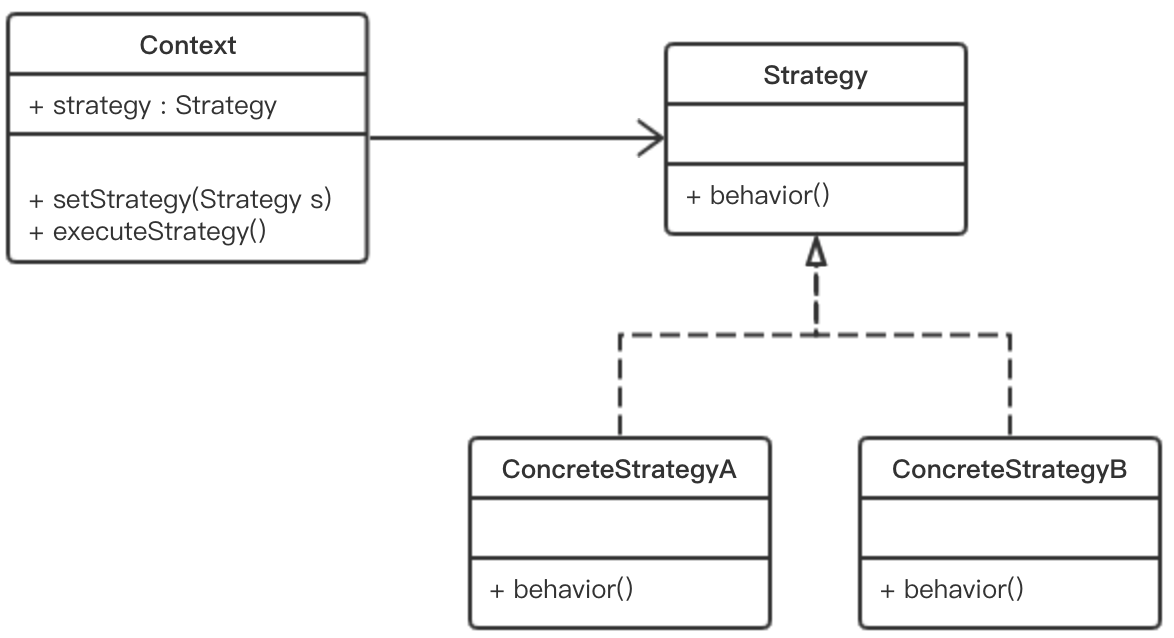 Context
+ strategy : Strategy
+ setStrategy(Strategy s)
+ executeStrategy()
Strategy
+ behavior()
ConcreteStrategyA
+ behavior()
ConcreteStrategyB
+ behavior()